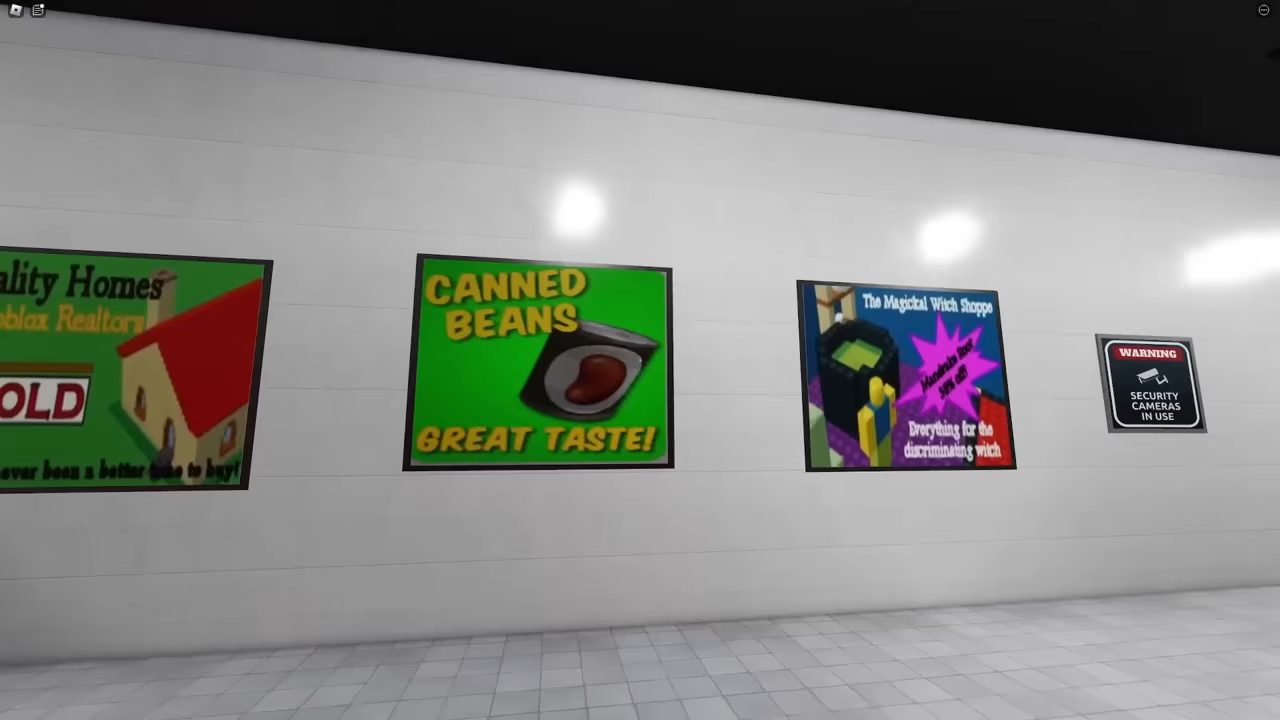 ality Homes
oblox Realtors
OLD
ever been a better time to buy!
CANNED
BEANS
GREAT TASTE!
The Magickal Witch Shoppe
Mandrake Root
50% off!
Everything for the
discriminating witch
WARNING
SECURITY
CAMERAS
IN USE